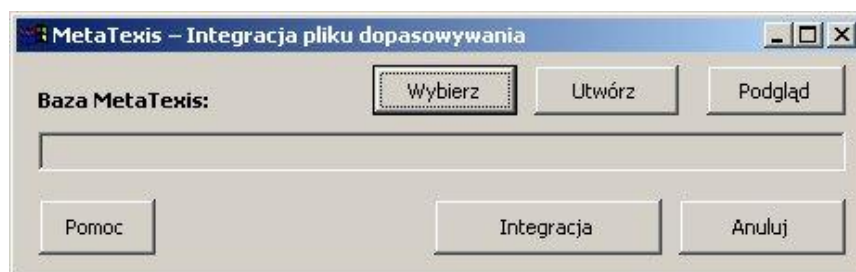 MetaTexis – Integracja pliku dopasowywania
Baza MetaTexis: Wybierz Utwórz Podgląd
Pomoc Integracja Anuluj